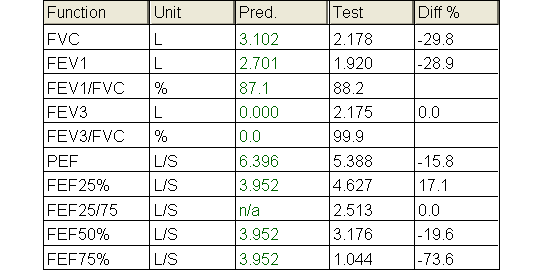 Function Unit Pred. Test Diff %
FVC L 3.102 2.178 -29.8
FEV1 L 2.701 1.920 -28.9
FEV1/FVC % 87.1 88.2
FEV3 L 0.000 2.175 0.0
FEV3/FVC % 0.0 99.9
PEF L/S 6.396 5.388 -15.8
FEF25% L/S 3.952 4.627 17.1
FEF25/75 L/S n/a 2.513 0.0
FEF50% L/S 3.952 3.176 -19.6
FEF75% L/S 3.952 1.044 -73.6